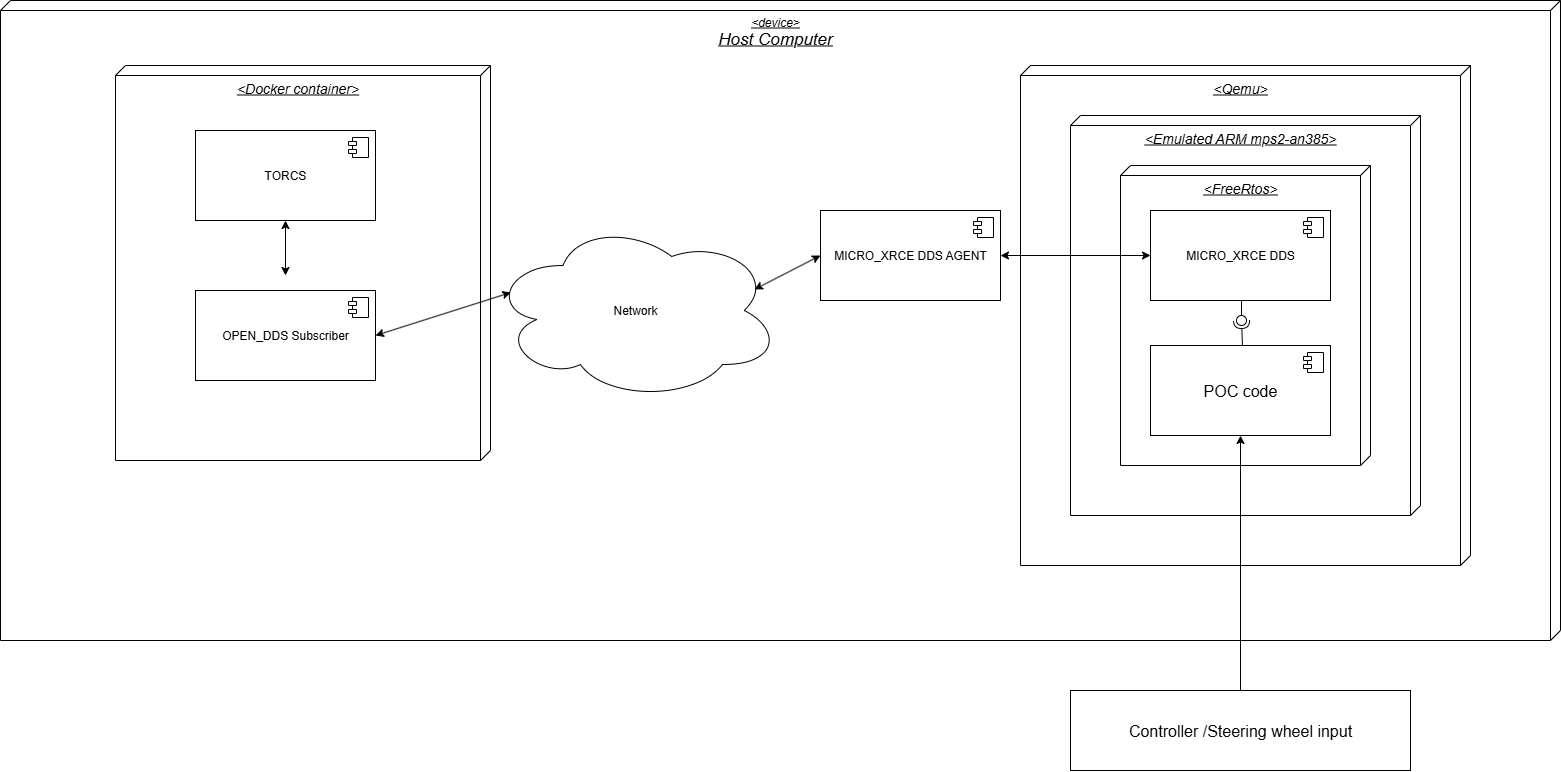 <device>
Host Computer
<Docker container>
TORCS
OPEN_DDS Subscriber
Network
MICRO_XRCE DDS AGENT
<Qemu>
<Emulated ARM mps2-an385>
<FreeRtos>
MICRO_XRCE DDS
POC code
Controller /Steering wheel input